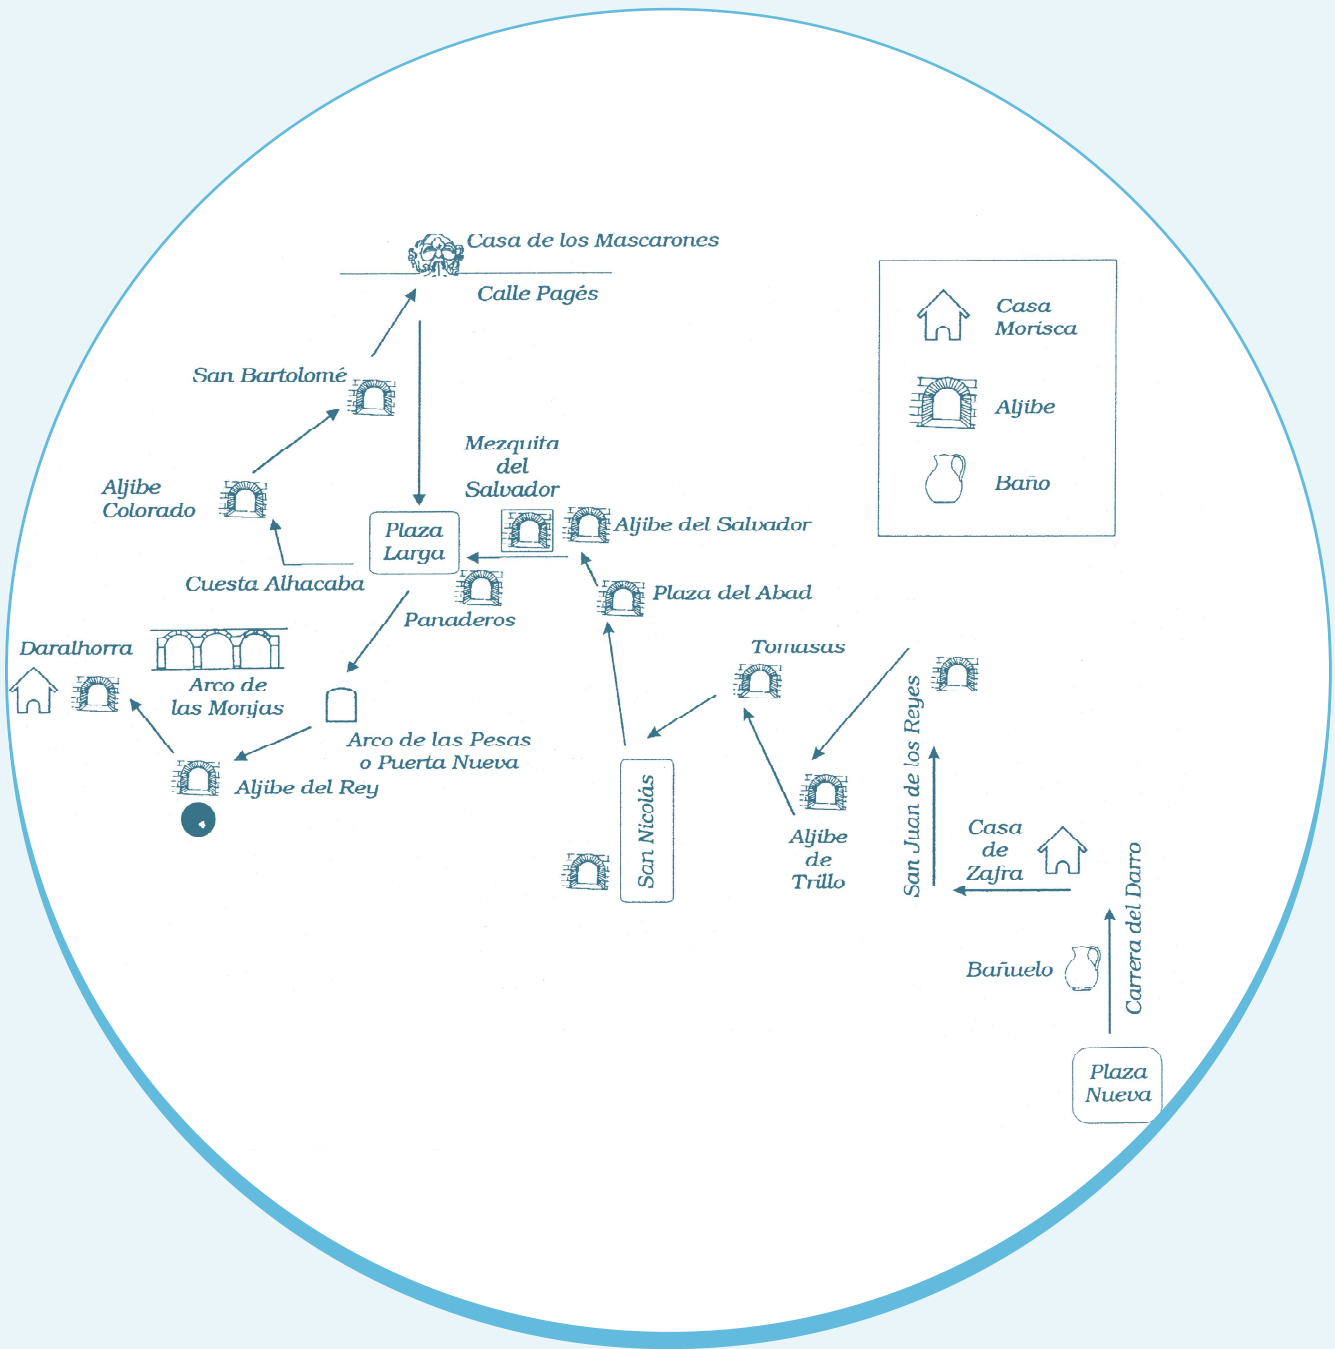 Casa de los Mascarones
Calle Pagés
Casa
Morisca
Aljibe
Baño
San Bartolomé
Mezquita
del
Salvador
Aljibe
Colorado
Plaza
Larga
Aljibe del Salvador
Cuesta Alhacaba
Plaza del Abad
Panaderos
Daralhorra
Tomasas
Arco de
las Monjas
Arco de las Pesas
o Puerta Nueva
Aljibe del Rey
San Nicolás
Aljibe
de
Trillo
San Juan de los Reyes
Casa
de
Zafra
Carrera del Darro
Bañuelo
Plaza
Nueva